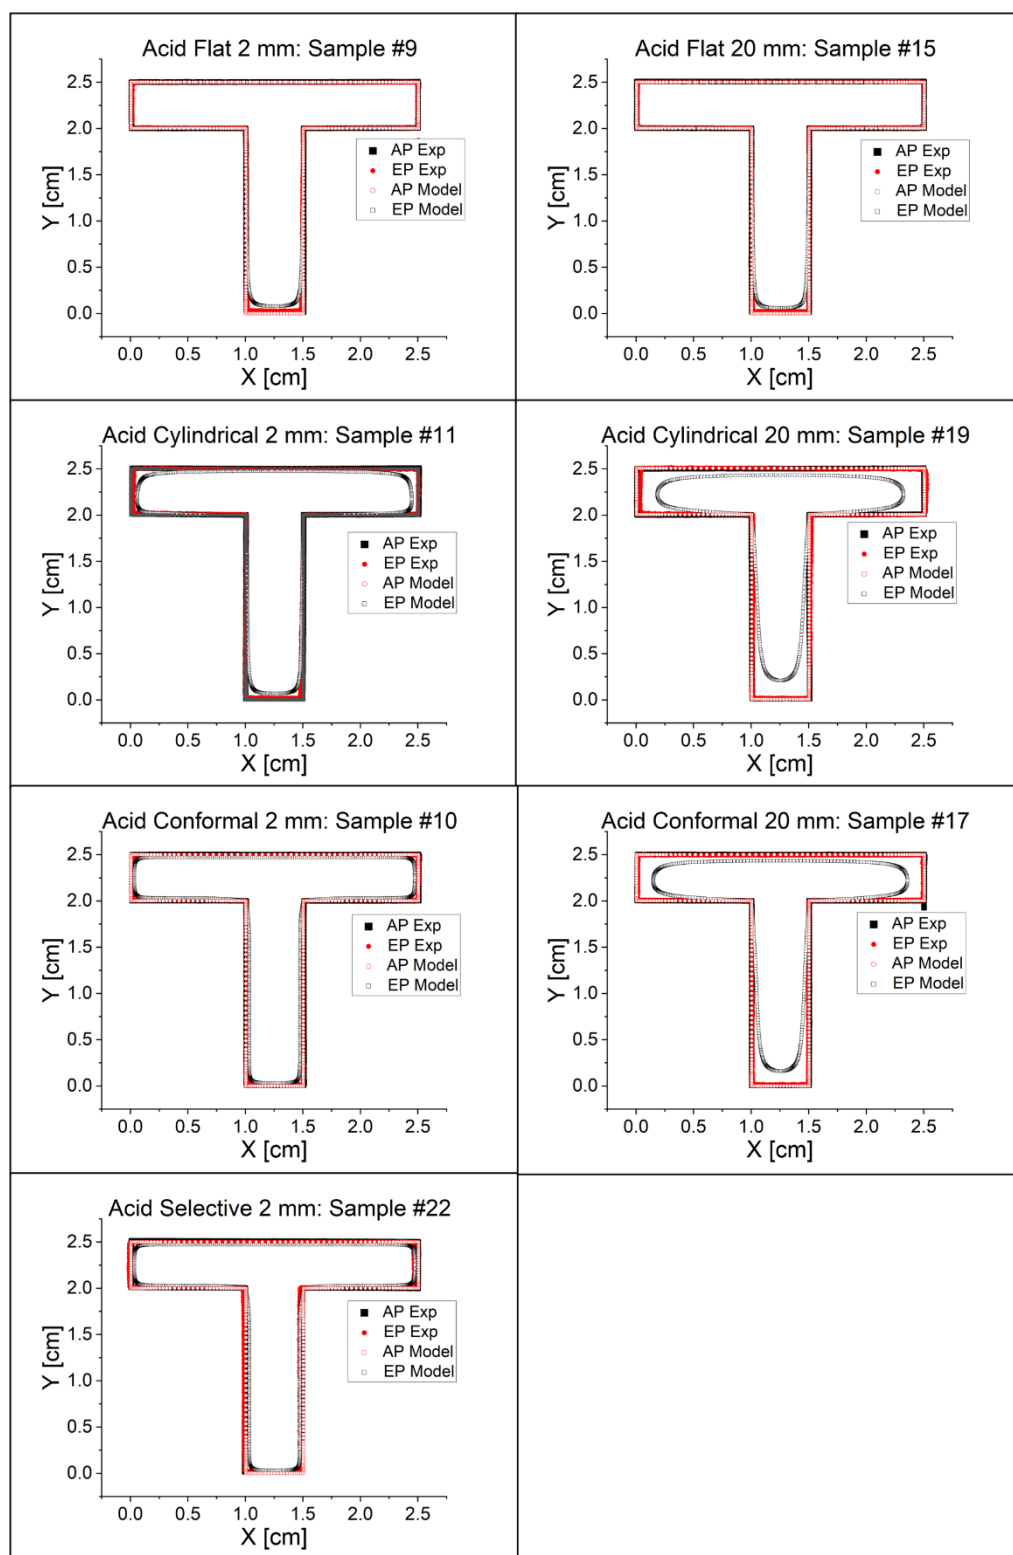 Acid Flat 2 mm: Sample #9
2.5
2.0
1.5
1.0
0.5
0.0
Y [cm]
AP Exp
EP Exp
AP Model
EP Model
0.0 0.5 1.0 1.5 2.0 2.5
X [cm]
Acid Flat 20 mm: Sample #15
2.5
2.0
1.5
1.0
0.5
0.0
Y [cm]
AP Exp
EP Exp
AP Model
EP Model
0.0 0.5 1.0 1.5 2.0 2.5
X [cm]
Acid Cylindrical 2 mm: Sample #11
2.5
2.0
1.5
1.0
0.5
0.0
Y [cm]
AP Exp
EP Exp
AP Model
EP Model
0.0 0.5 1.0 1.5 2.0 2.5
X [cm]
Acid Cylindrical 20 mm: Sample #19
2.5
2.0
1.5
1.0
0.5
0.0
Y [cm]
AP Exp
EP Exp
AP Model
EP Model
0.0 0.5 1.0 1.5 2.0 2.5
X [cm]
Acid Conformal 2 mm: Sample #10
2.5
2.0
1.5
1.0
0.5
0.0
Y [cm]
AP Exp
EP Exp
AP Model
EP Model
0.0 0.5 1.0 1.5 2.0 2.5
X [cm]
Acid Conformal 20 mm: Sample #17
2.5
2.0
1.5
1.0
0.5
0.0
Y [cm]
AP Exp
EP Exp
AP Model
EP Model
0.0 0.5 1.0 1.5 2.0 2.5
X [cm]
Acid Selective 2 mm: Sample #22
2.5
2.0
1.5
1.0
0.5
0.0
Y [cm]
AP Exp
EP Exp
AP Model
EP Model
0.0 0.5 1.0 1.5 2.0 2.5
X [cm]